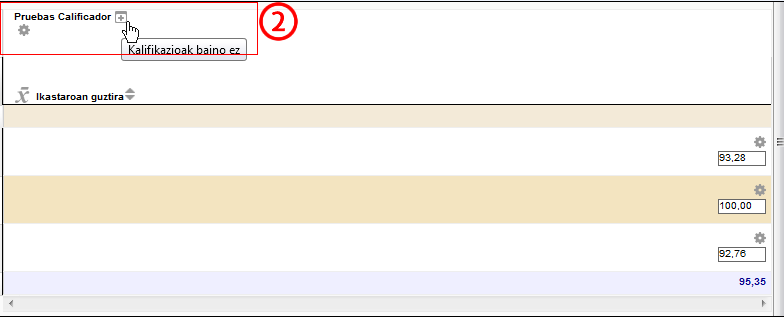 Pruebas Calificador
2
Kalifikazioak baino ez
x̄ Ikastaroan guztira
93,28
100,00
92,76
95,35